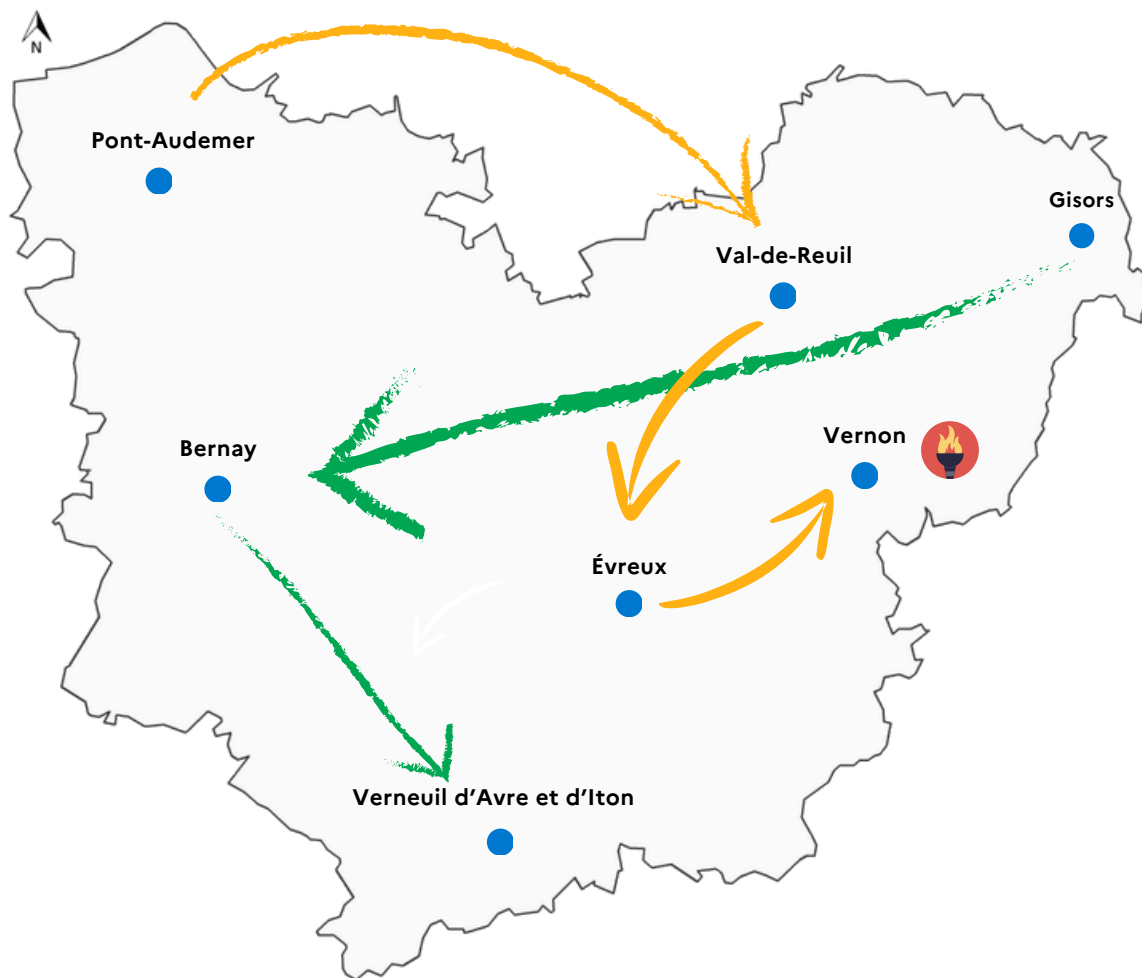 N
Pont-Audemer
Gisors
Val-de-Reuil
Vernon
Bernay
Évreux
Verneuil d’Avre et d’Iton